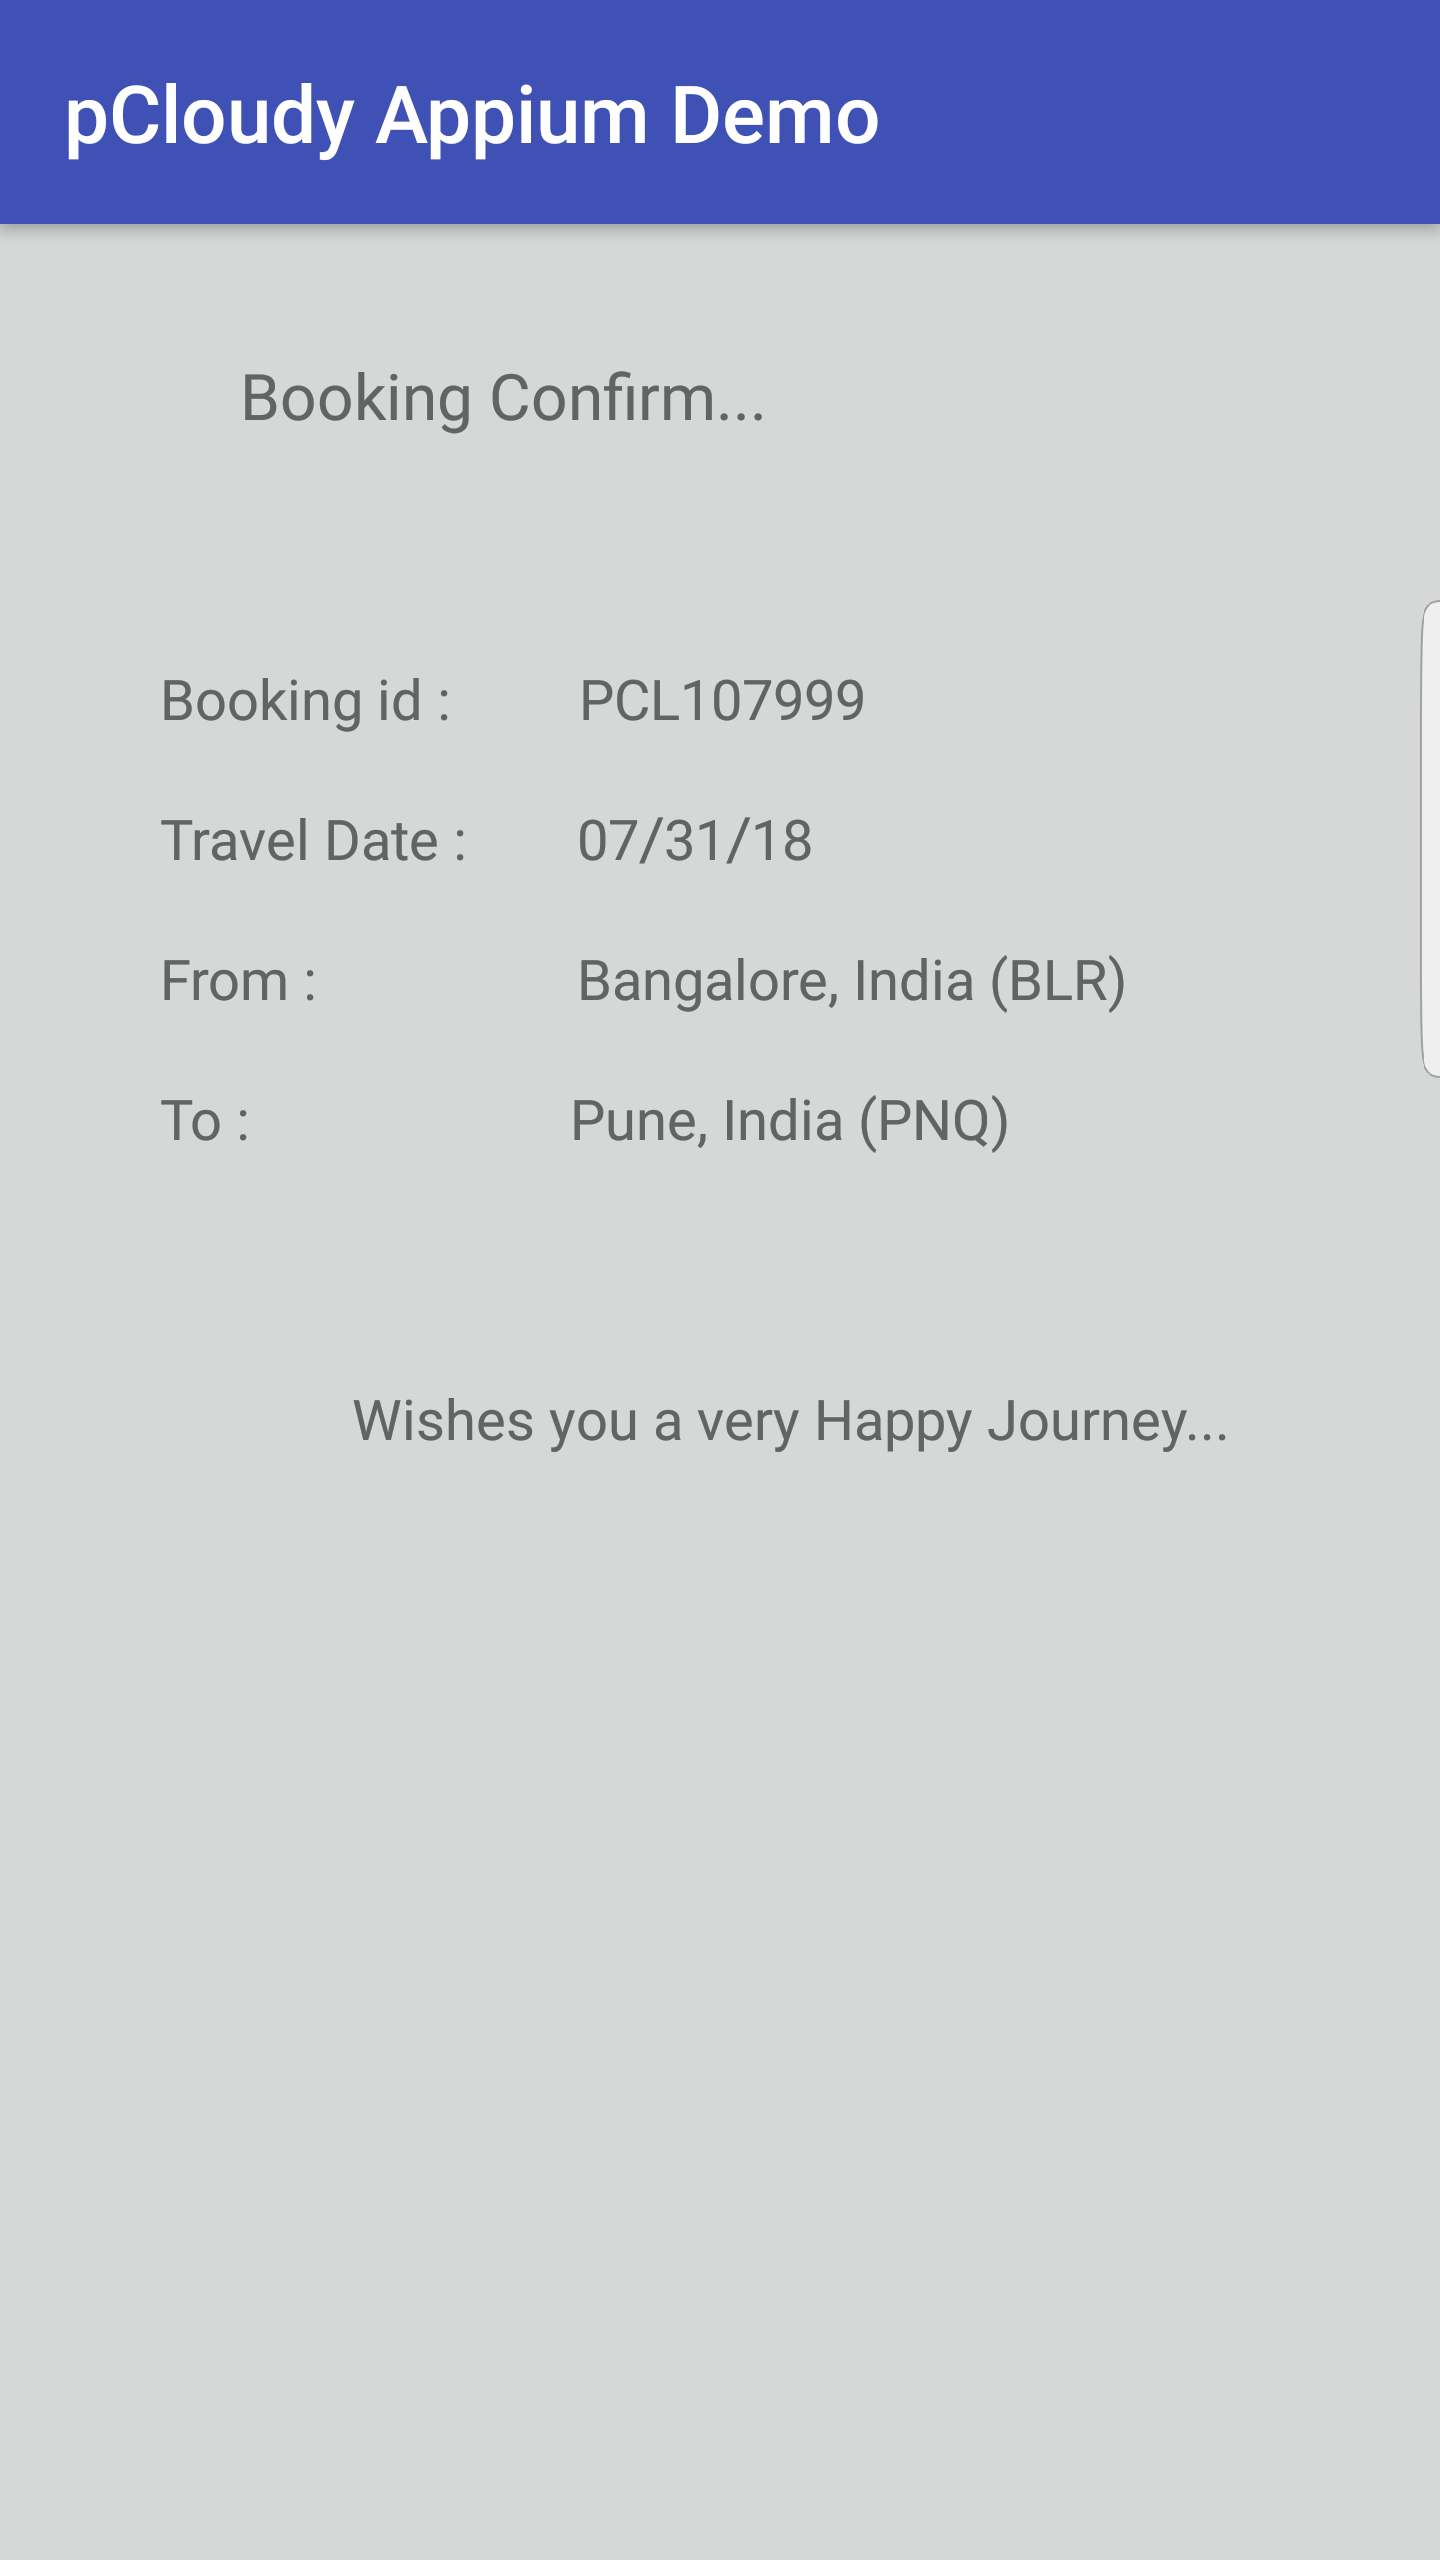 pCloudy Appium Demo
Booking Confirm...
Booking id : PCL107999
Travel Date : 07/31/18
From : Bangalore, India (BLR)
To : Pune, India (PNQ)
Wishes you a very Happy Journey...